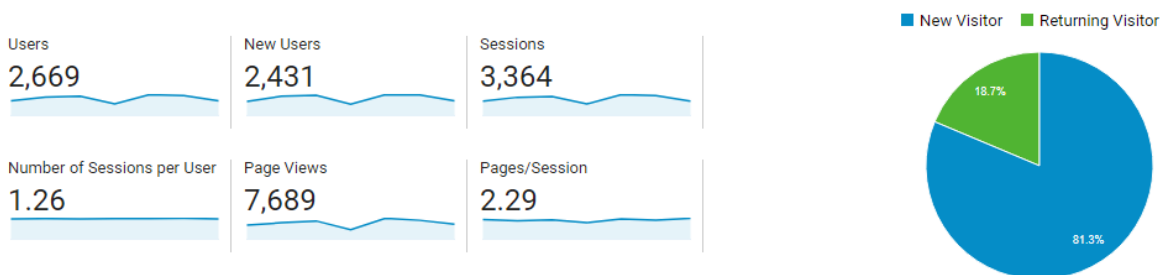 New Visitor Returning Visitor
Users New Users Sessions
2,669 2,431 3,364
Number of Sessions per User Page Views Pages/Session
1.26 7,689 2.29
18.7%
81.3%